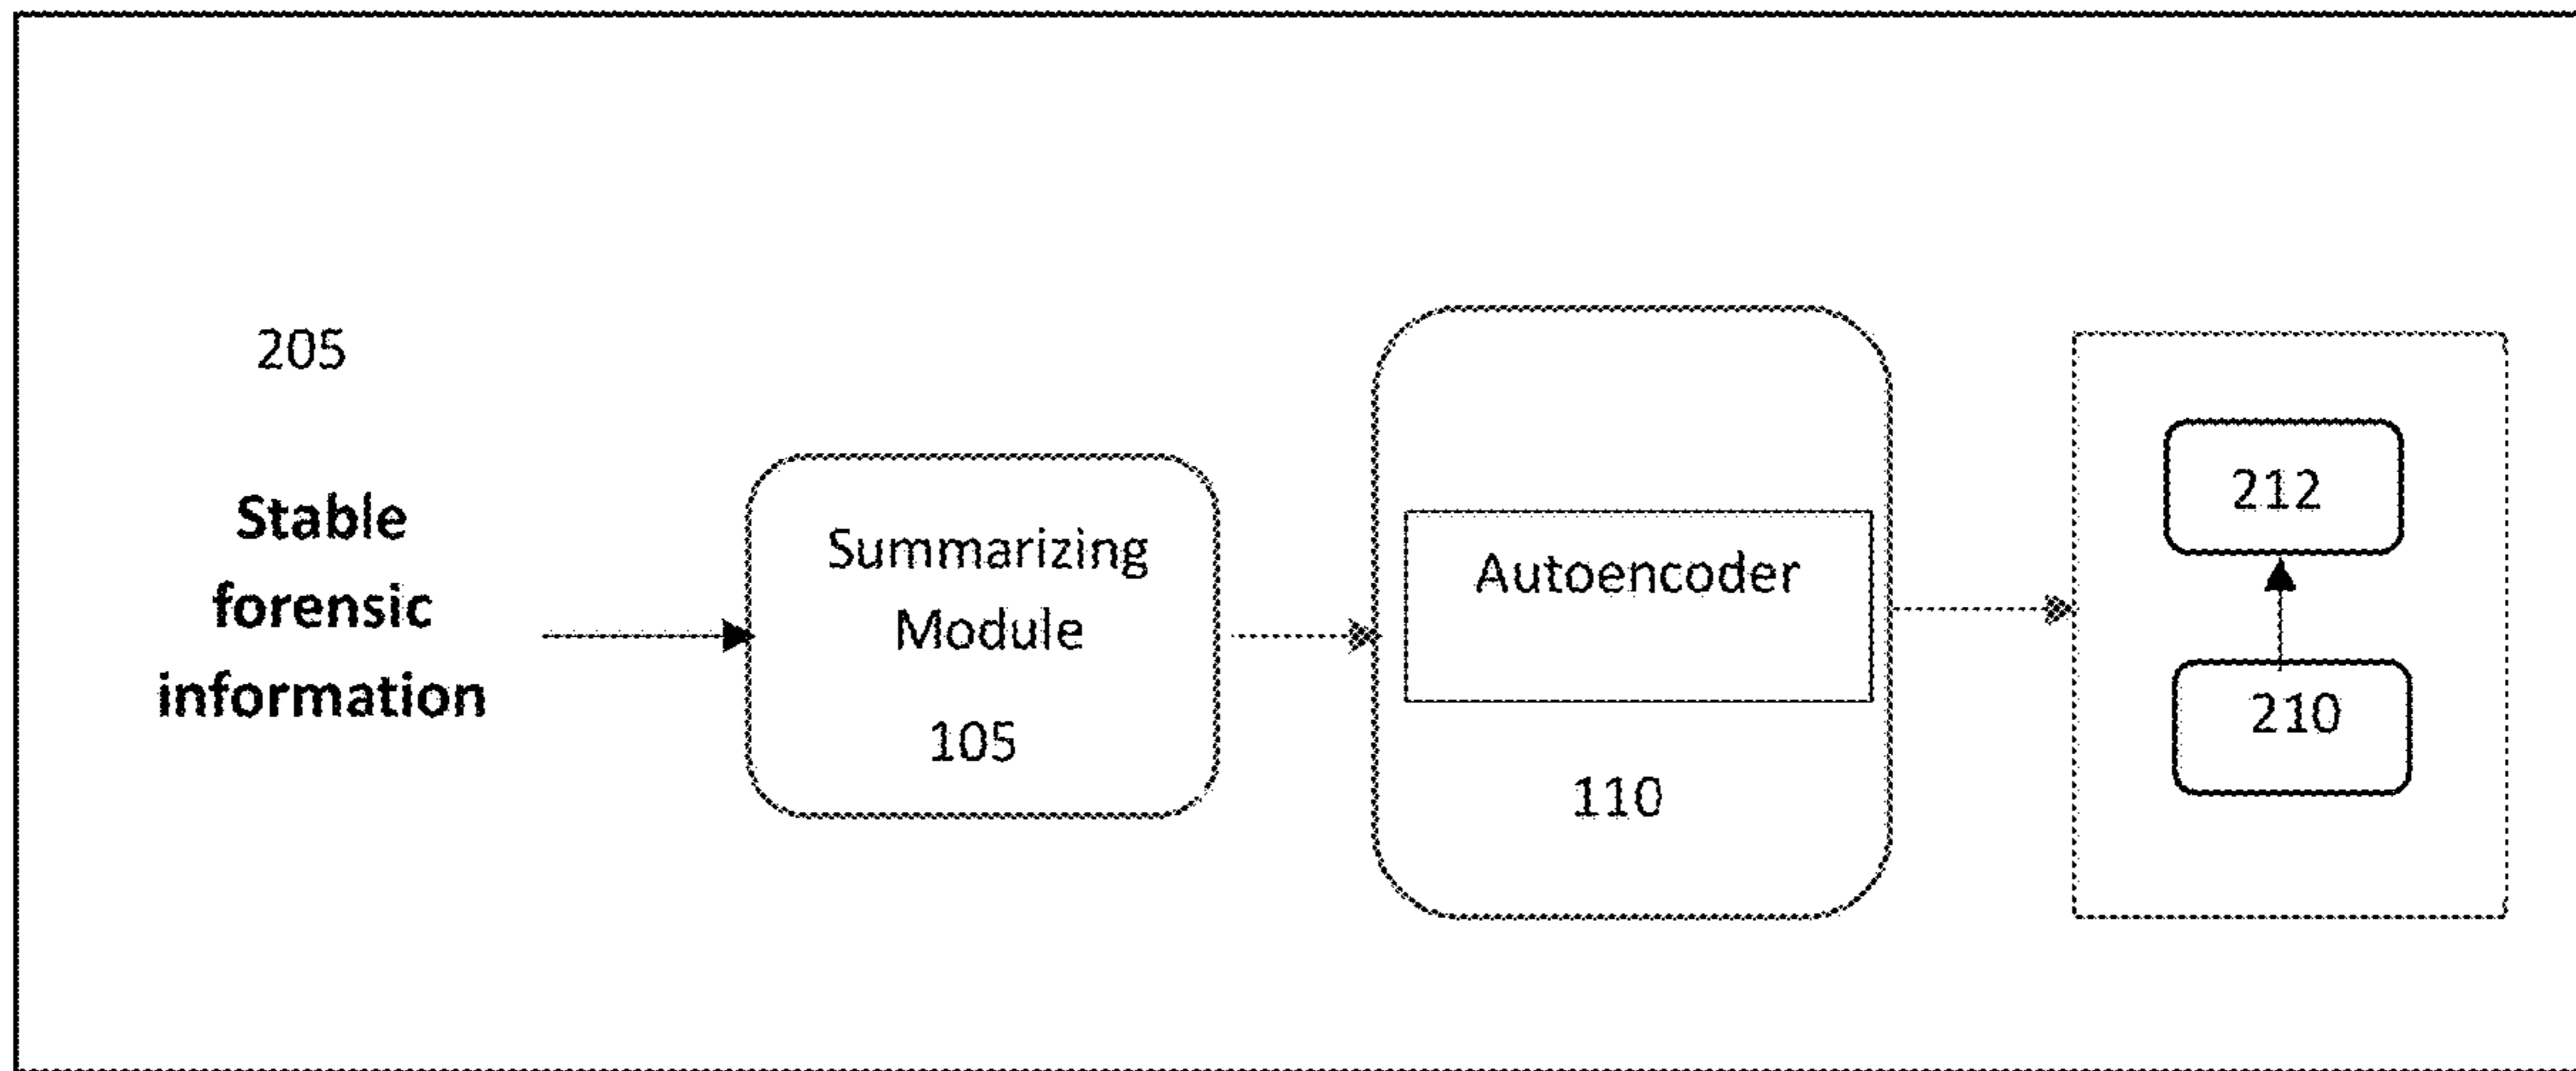 205
Stable
forensic
information
Summarizing
Module
105
Autoencoder
110
212
210